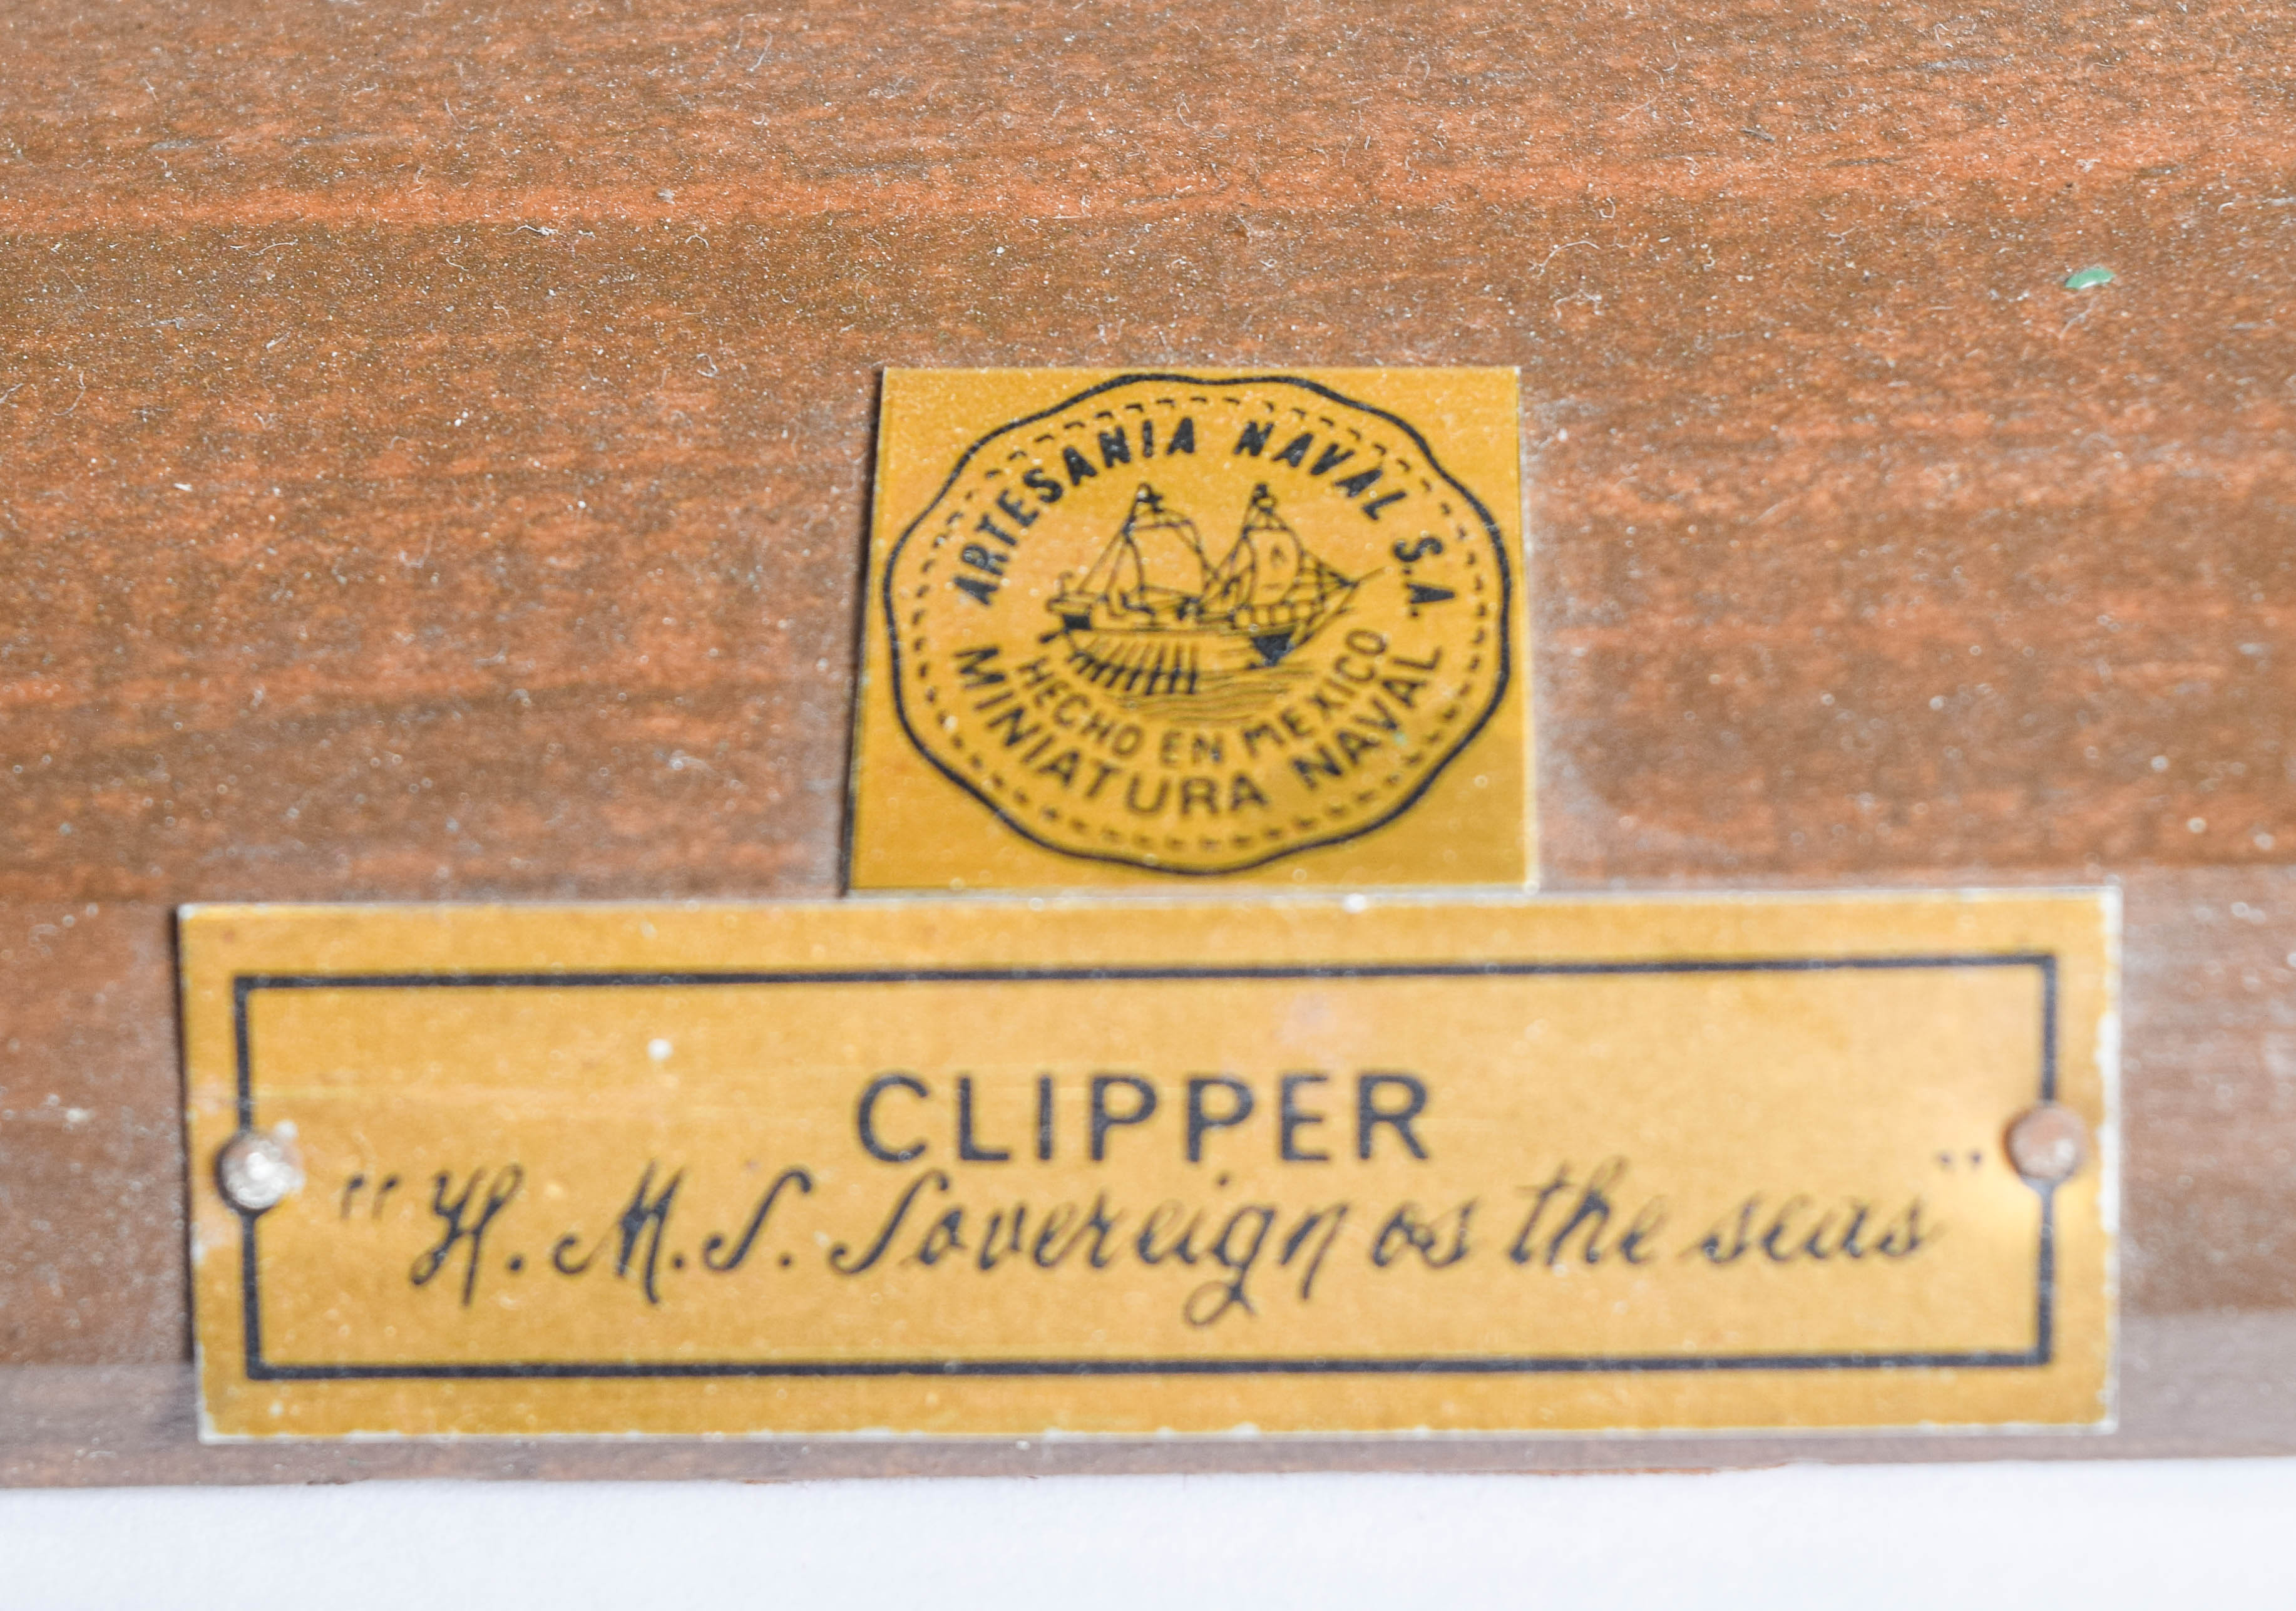 ARTESANIA NAVAL S.A.
HECHO EN MEXICO
MINIATURA NAVAL
CLIPPER
"H.M.S. Sovereign os the seas"